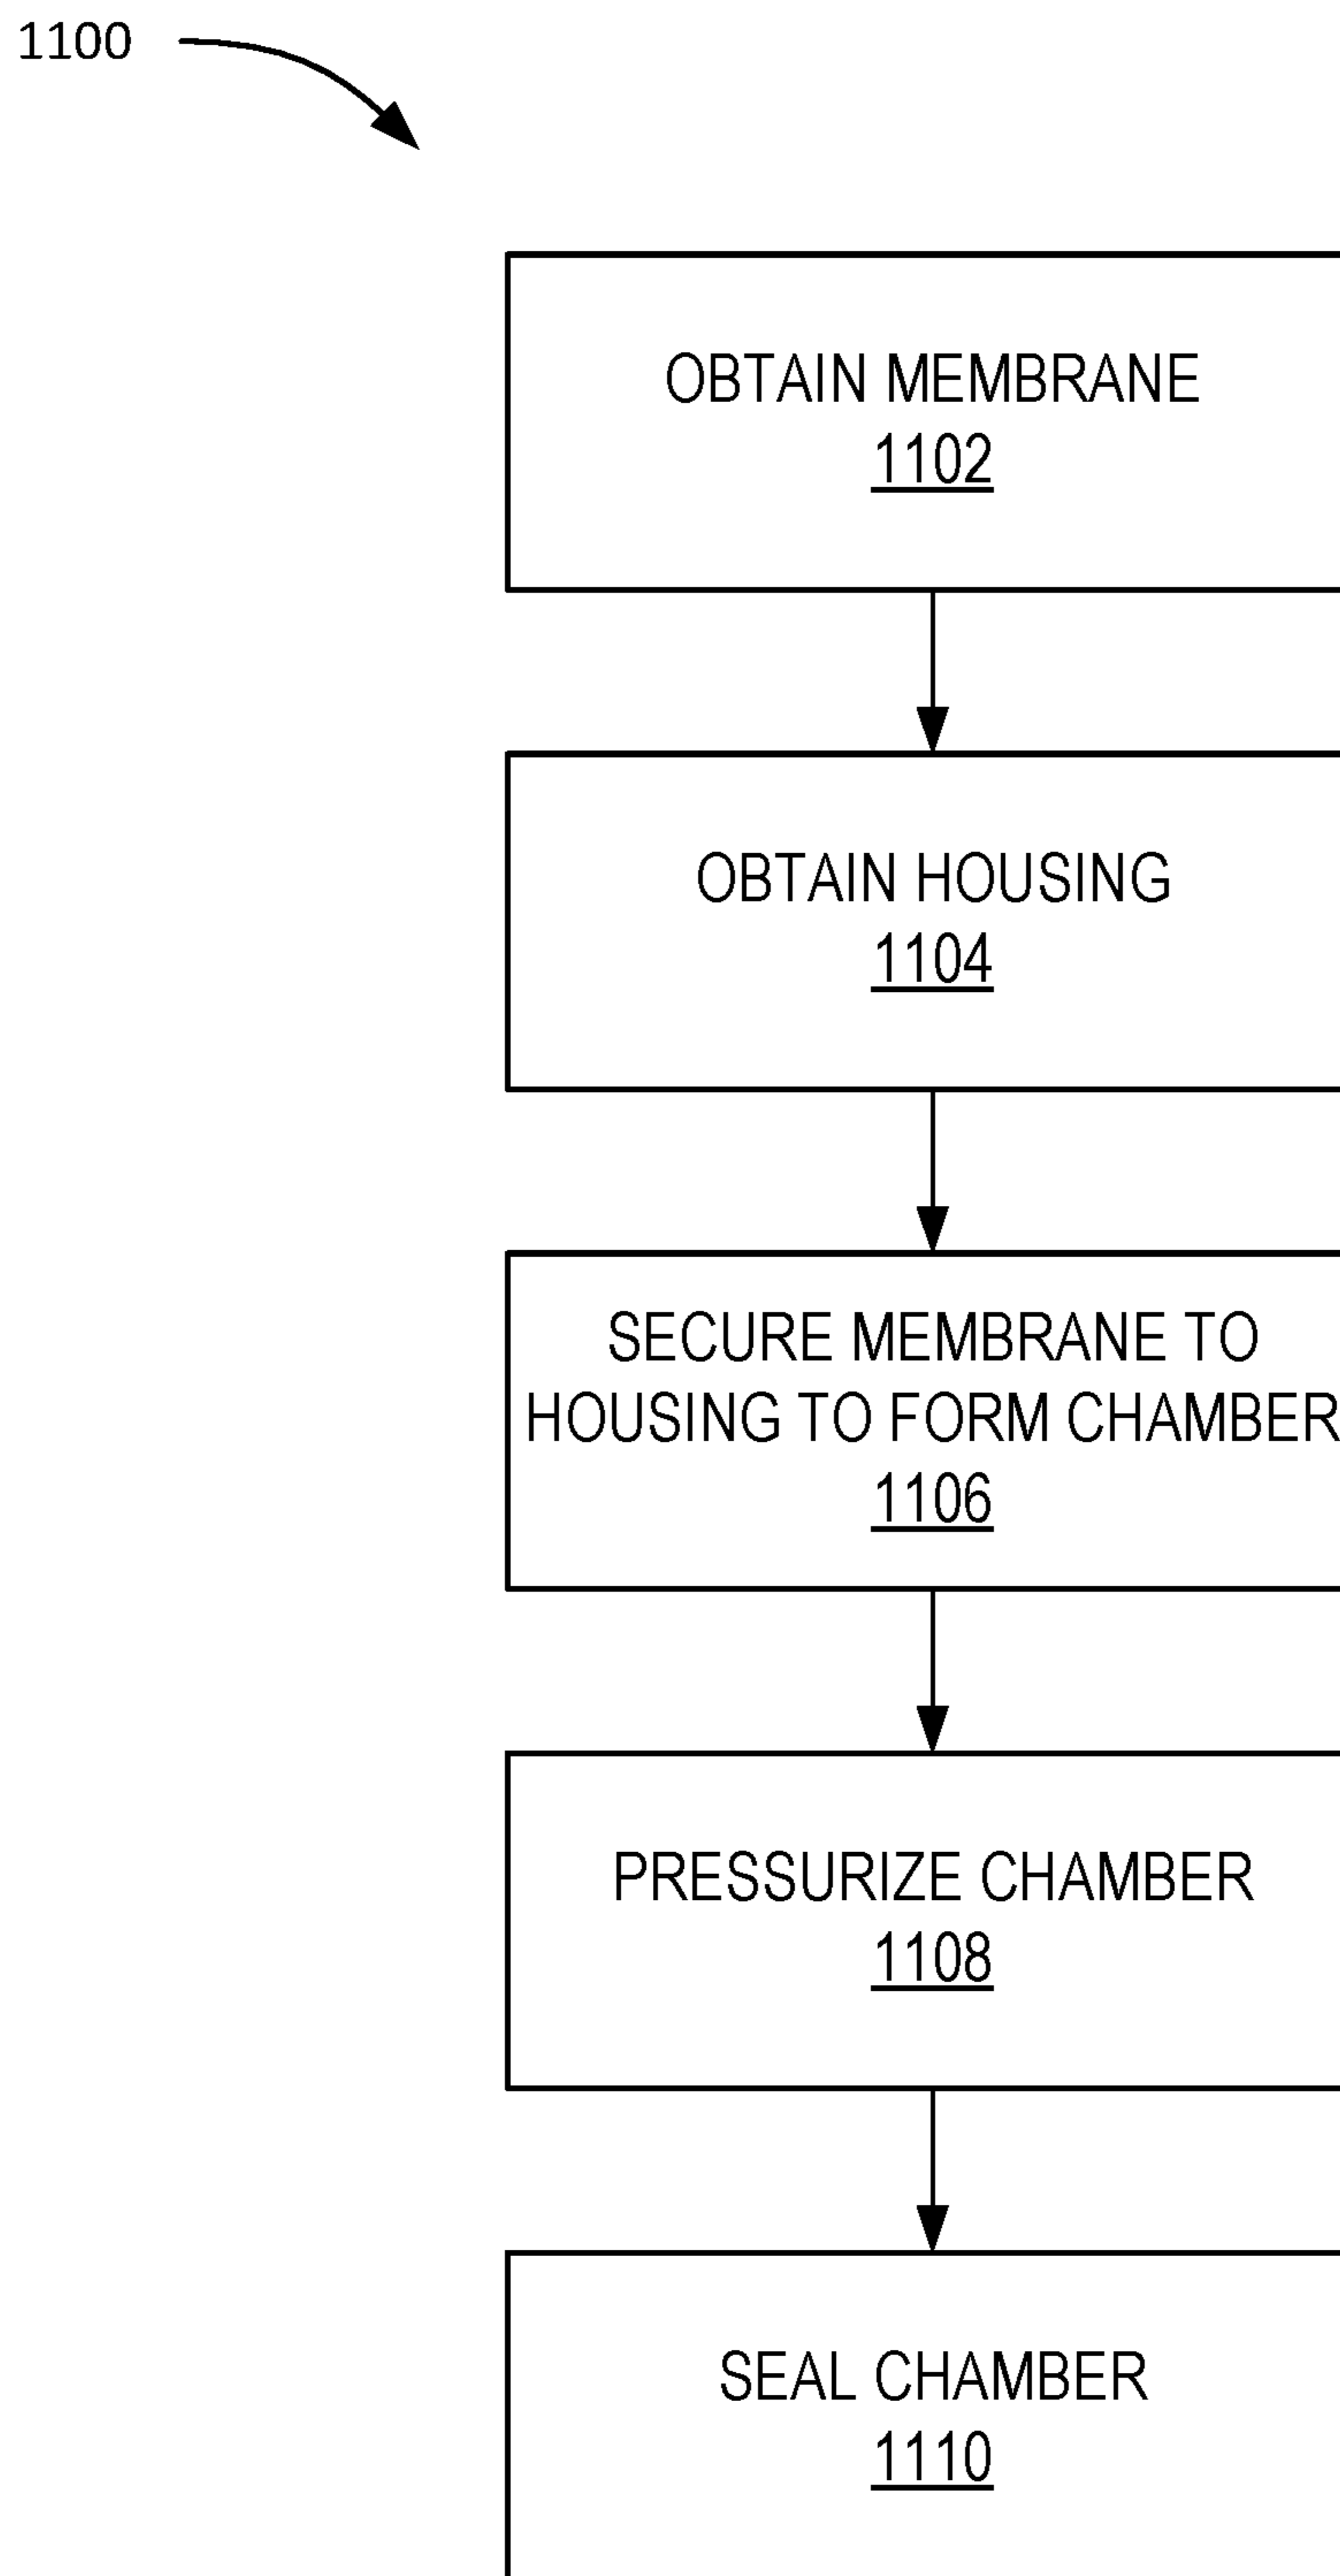 1100
OBTAIN MEMBRANE
1102
OBTAIN HOUSING
1104
SECURE MEMBRANE TO
HOUSING TO FORM CHAMBER
1106
PRESSURIZE CHAMBER
1108
SEAL CHAMBER
1110